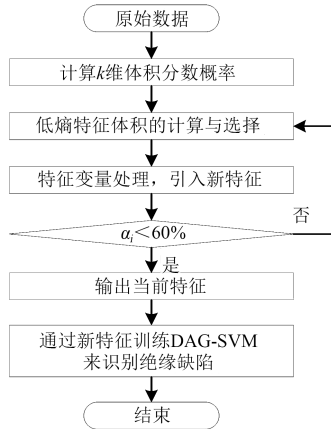 原始数据
计算k维体积分数概率
低熵特征体积的计算与选择
特征变量处理，引入新特征
否
αi＜60%
是
输出当前特征
通过新特征训练DAG-SVM
来识别绝缘缺陷
结束